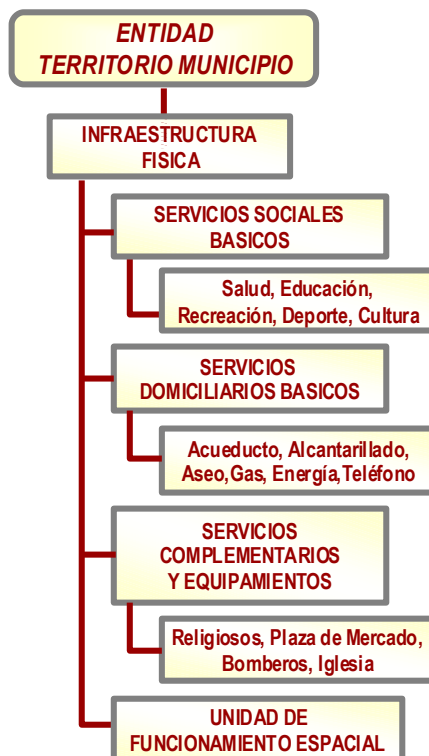 ENTIDAD
TERRITORIO MUNICIPIO
INFRAESTRUCTURA
FISICA
SERVICIOS SOCIALES
BASICOS
Salud, Educación,
Recreación, Deporte, Cultura
SERVICIOS
DOMICILIARIOS BASICOS
Acueducto, Alcantarillado,
Aseo,Gas, Energía,Teléfono
SERVICIOS
COMPLEMENTARIOS
Y EQUIPAMIENTOS
Religiosos, Plaza de Mercado,
Bomberos, Iglesia
UNIDAD DE
FUNCIONAMIENTO ESPACIAL